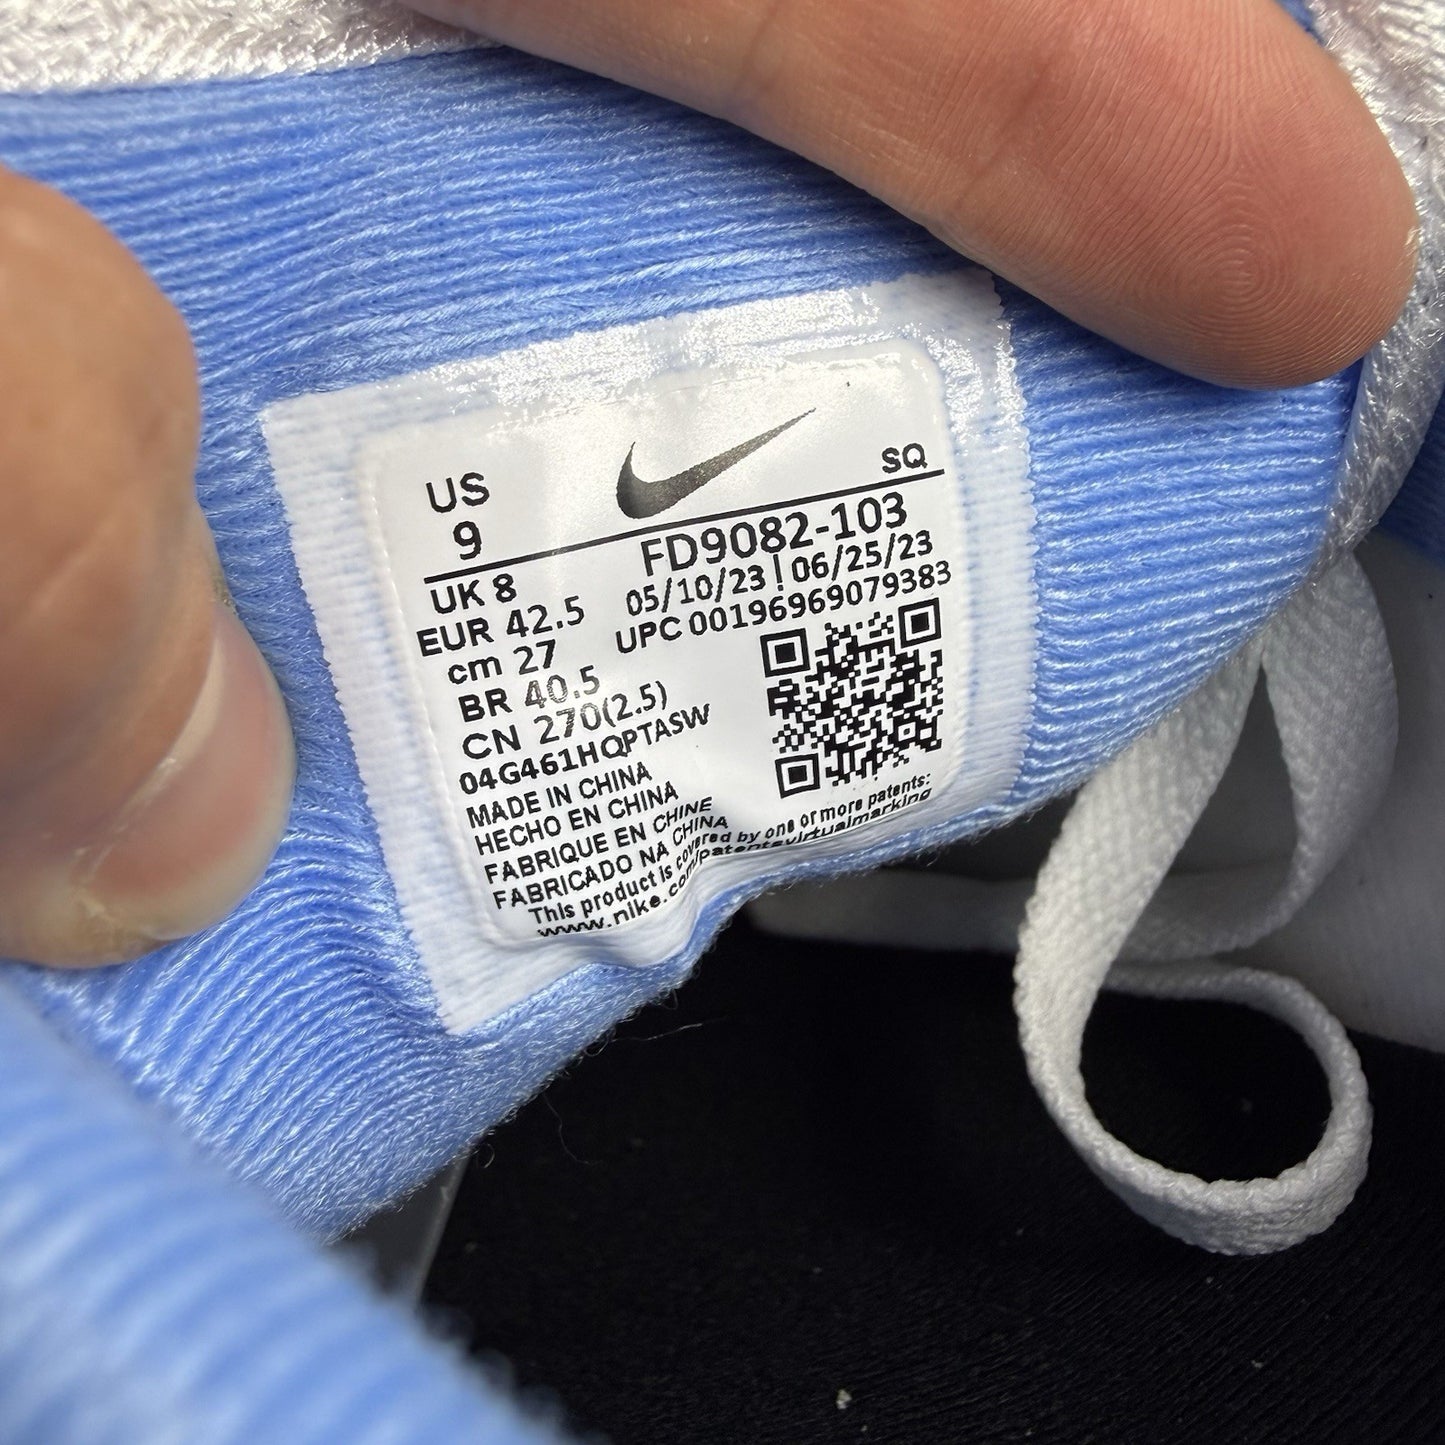 US
9
SQ
FD9082-103
05/10/23 | 06/25/23
UPC 00196969079383
UK 8
EUR 42.5
cm 27
BR 40.5
CN 270(2.5)
04G461HQPTASW
MADE IN CHINA
HECHO EN CHINA
FABRIQUE EN CHINE
FABRICADO NA CHINA
This product is covered by one or more patents:
www.nike.com/patentsvirtualmarking